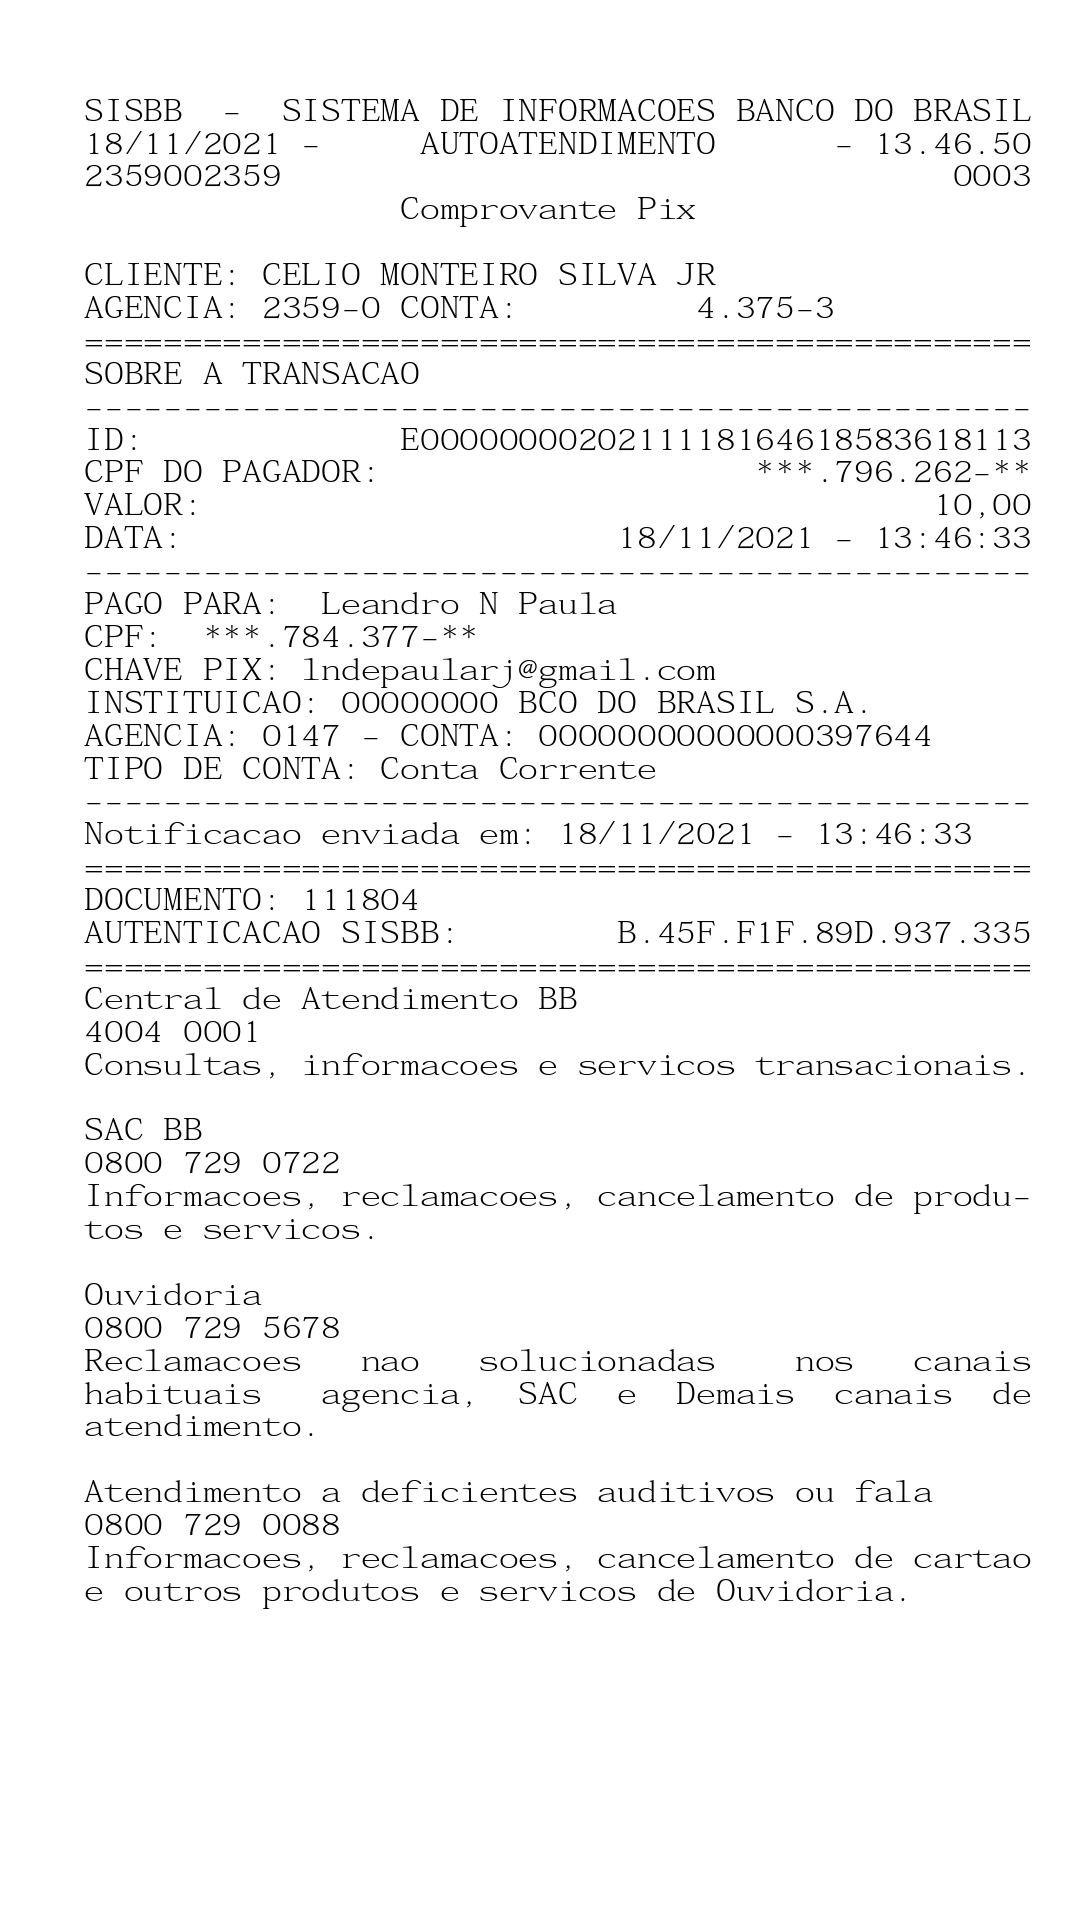 SISBB - SISTEMA DE INFORMACOES BANCO DO BRASIL
18/11/2021 - AUTOATENDIMENTO - 13.46.50
2359002359 0003
Comprovante Pix
CLIENTE: CELIO MONTEIRO SILVA JR
AGENCIA: 2359-0 CONTA: 4.375-3
================================================
SOBRE A TRANSACAO
------------------------------------------------
ID: E0000000020211118164618583618113
CPF DO PAGADOR: ***.796.262-**
VALOR: 10,00
DATA: 18/11/2021 - 13:46:33
------------------------------------------------
PAGO PARA: Leandro N Paula
CPF: ***.784.377-**
CHAVE PIX: lndepaularj@gmail.com
INSTITUICAO: 00000000 BCO DO BRASIL S.A.
AGENCIA: 0147 - CONTA: 00000000000000397644
TIPO DE CONTA: Conta Corrente
------------------------------------------------
Notificacao enviada em: 18/11/2021 - 13:46:33
================================================
DOCUMENTO: 111804
AUTENTICACAO SISBB: B.45F.F1F.89D.937.335
================================================
Central de Atendimento BB
4004 0001
Consultas, informacoes e servicos transacionais.
SAC BB
0800 729 0722
Informacoes, reclamacoes, cancelamento de produ-
tos e servicos.
Ouvidoria
0800 729 5678
Reclamacoes nao solucionadas nos canais
habituais agencia, SAC e Demais canais de
atendimento.
Atendimento a deficientes auditivos ou fala
0800 729 0088
Informacoes, reclamacoes, cancelamento de cartao
e outros produtos e servicos de Ouvidoria.